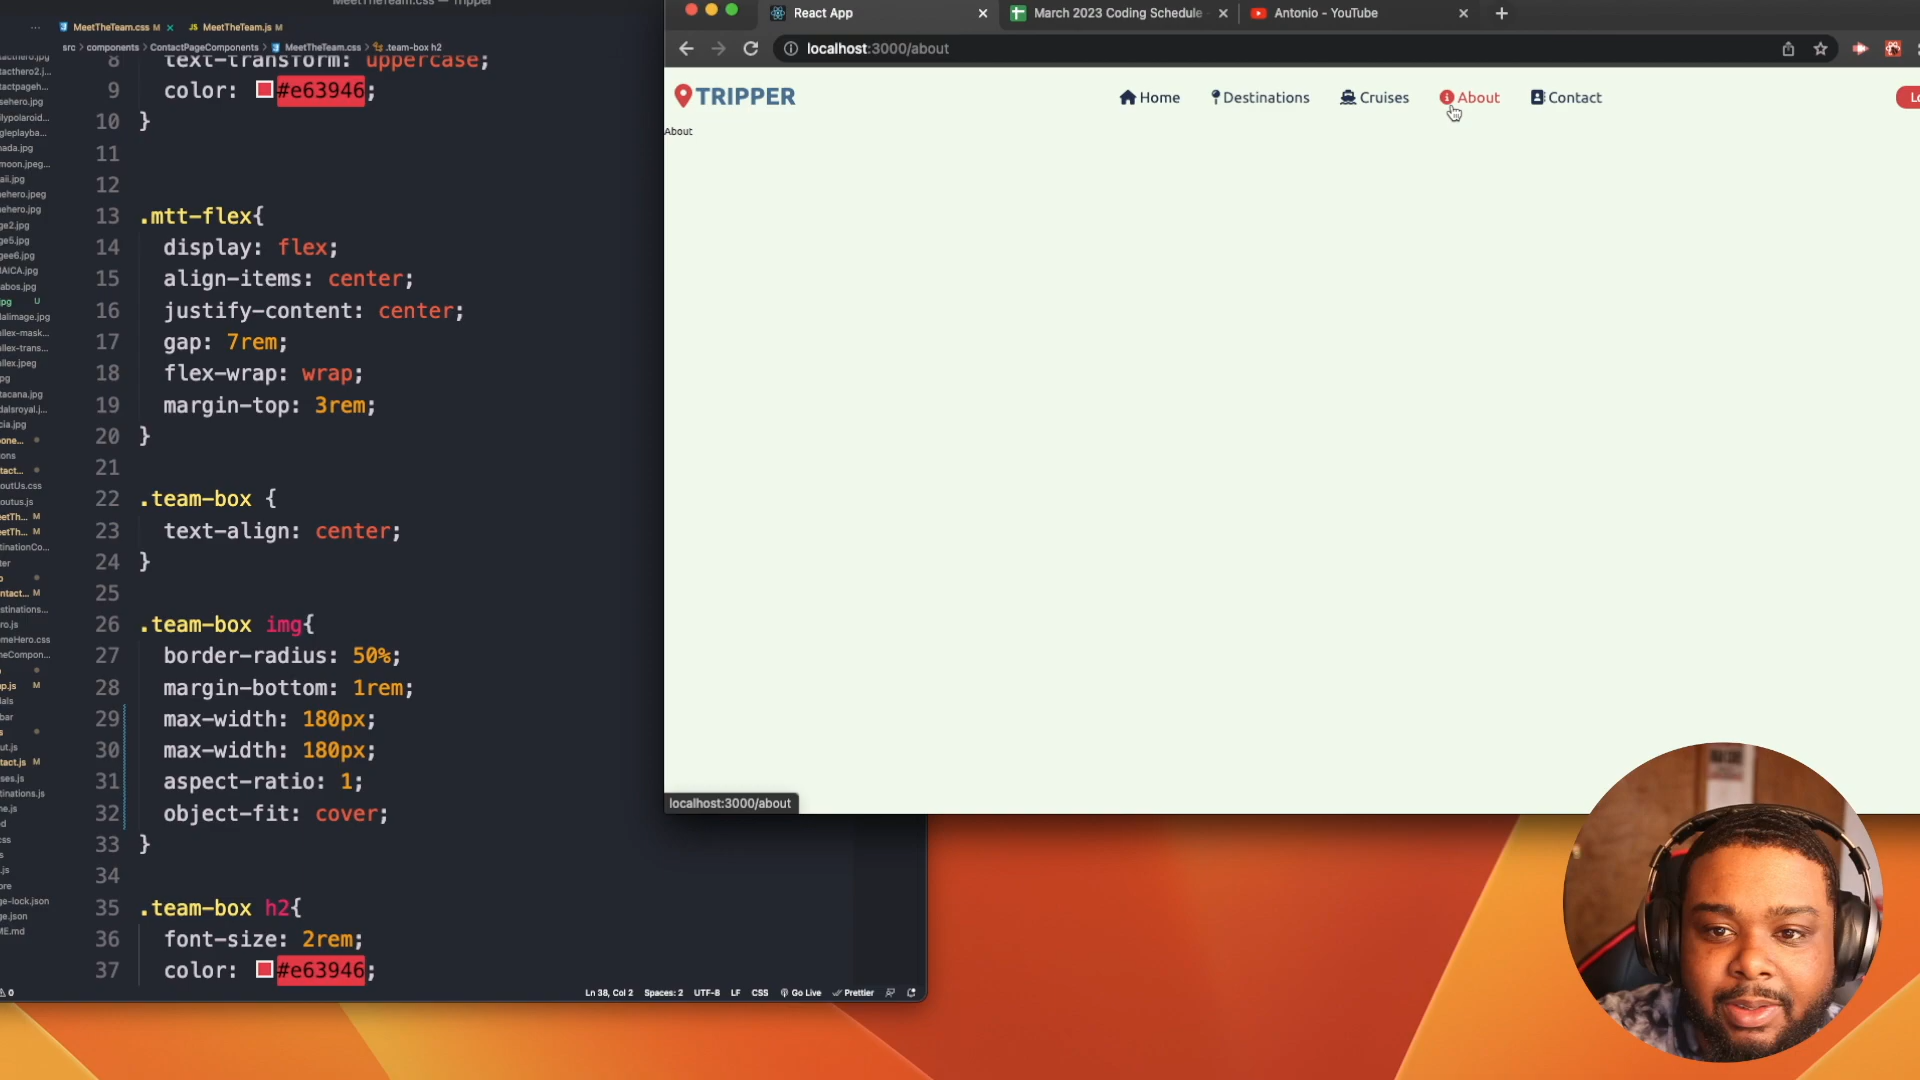 MeetTheTeam.css — Tripper
MeetTheTeam.css M
MeetTheTeam.js M
src > components > ContactPageComponents > MeetTheTeam.css > .team-box h2
8 text-transform: uppercase;
9 color: #e63946;
10 }
11
12
13 .mtt-flex{
14 display: flex;
15 align-items: center;
16 justify-content: center;
17 gap: 7rem;
18 flex-wrap: wrap;
19 margin-top: 3rem;
20 }
21
22 .team-box {
23 text-align: center;
24 }
25
26 .team-box img{
27 border-radius: 50%;
28 margin-bottom: 1rem;
29 max-width: 180px;
30 max-width: 180px;
31 aspect-ratio: 1;
32 object-fit: cover;
33 }
34
35 .team-box h2{
36 font-size: 2rem;
37 color: #e63946;
Ln 38, Col 2 Spaces: 2 UTF-8 LF CSS Go Live Prettier
React App
March 2023 Coding Schedule
Antonio - YouTube
localhost:3000/about
TRIPPER
Home
Destinations
Cruises
About
Contact
Lo
About
localhost:3000/about